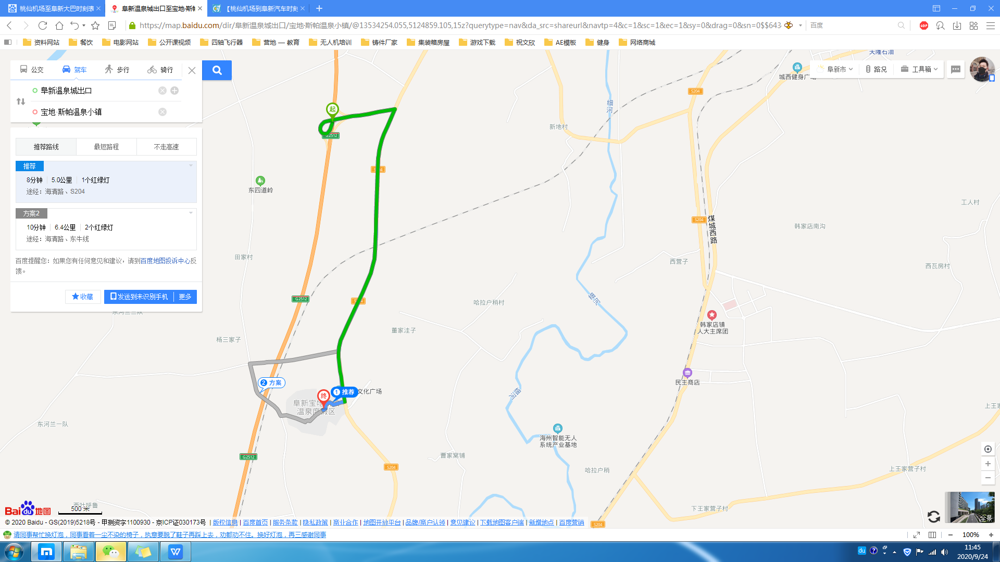 桃仙机场至阜新大巴时刻表
阜新温泉城出口至宝地·斯帕
【桃仙机场到阜新汽车时刻
https://map.baidu.com/dir/阜新温泉城出口/宝地·斯帕温泉小镇/@13534254.055,5124859.105,15z?querytype=nav&da_src=shareurl&navtp=4&c=1&sc=1&ec=1&sy=0&drag=0&sn=0$$643
百度
资料网站 餐饮 电影网站 公开课视频 四轴飞行器 营地 — 教育 无人机培训 铸件厂家 集装箱房屋 游戏下载 祝文欣 AE模板 健身 网络商城
公交 驾车 步行 骑行
阜新温泉城出口
宝地·斯帕温泉小镇
推荐路线 最短路程 不走高速
推荐
8分钟 5.0公里 1个红绿灯
途经：海清路、S204
方案2
10分钟 6.4公里 2个红绿灯
途经：海清路、东牛线
百度提醒您：如果您有任何意见和建议，请到百度地图投诉中心反
馈。
收藏 发送到未识别手机 更多
阜新市 路况 工具箱
天隆石油
城西健身广场
S204
细河
新地村
起
G2512
东四道岭
工人村
S204
煤城西路
韩家店南沟
田家村
西营子
西瓦房村
G2512
哈拉户稍村
细河
韩家店镇
人大主席团
董家洼子
杨三家子
民主商店
2 方案
终
1 推荐
文化广场
细河
温泉度假区
上王家
东河兰一队
海州智能无人
系统产业基地
G2512
曹家窝铺
S204
哈拉户稍
上王家营子村
下王家营子村
Baidu地图
500 米
全景
© 2020 Baidu - GS(2019)5218号 - 甲测资字1100930 - 京ICP证030173号 | 版权信息 | 百度首页 | 服务条款 | 隐私政策 | 商业合作 | 地图开放平台 | 品牌/商户认领 | 意见建议 | 下载地图客户端 | 新增地点 | 百度营销
S204
请同事帮忙换灯泡，同事看着一尘不染的椅子，执意要脱了鞋子再踩上去，劝都劝不住。换好灯泡，再三感谢同事
100%
11:45
2020/9/24